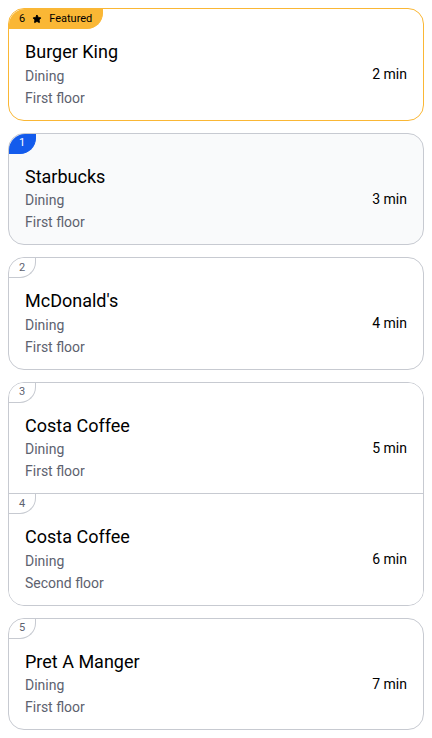 6 ★ Featured
Burger King
Dining
2 min
First floor
1
Starbucks
Dining
3 min
First floor
2
McDonald's
Dining
4 min
First floor
3
Costa Coffee
Dining
5 min
First floor
4
Costa Coffee
Dining
6 min
Second floor
5
Pret A Manger
Dining
7 min
First floor